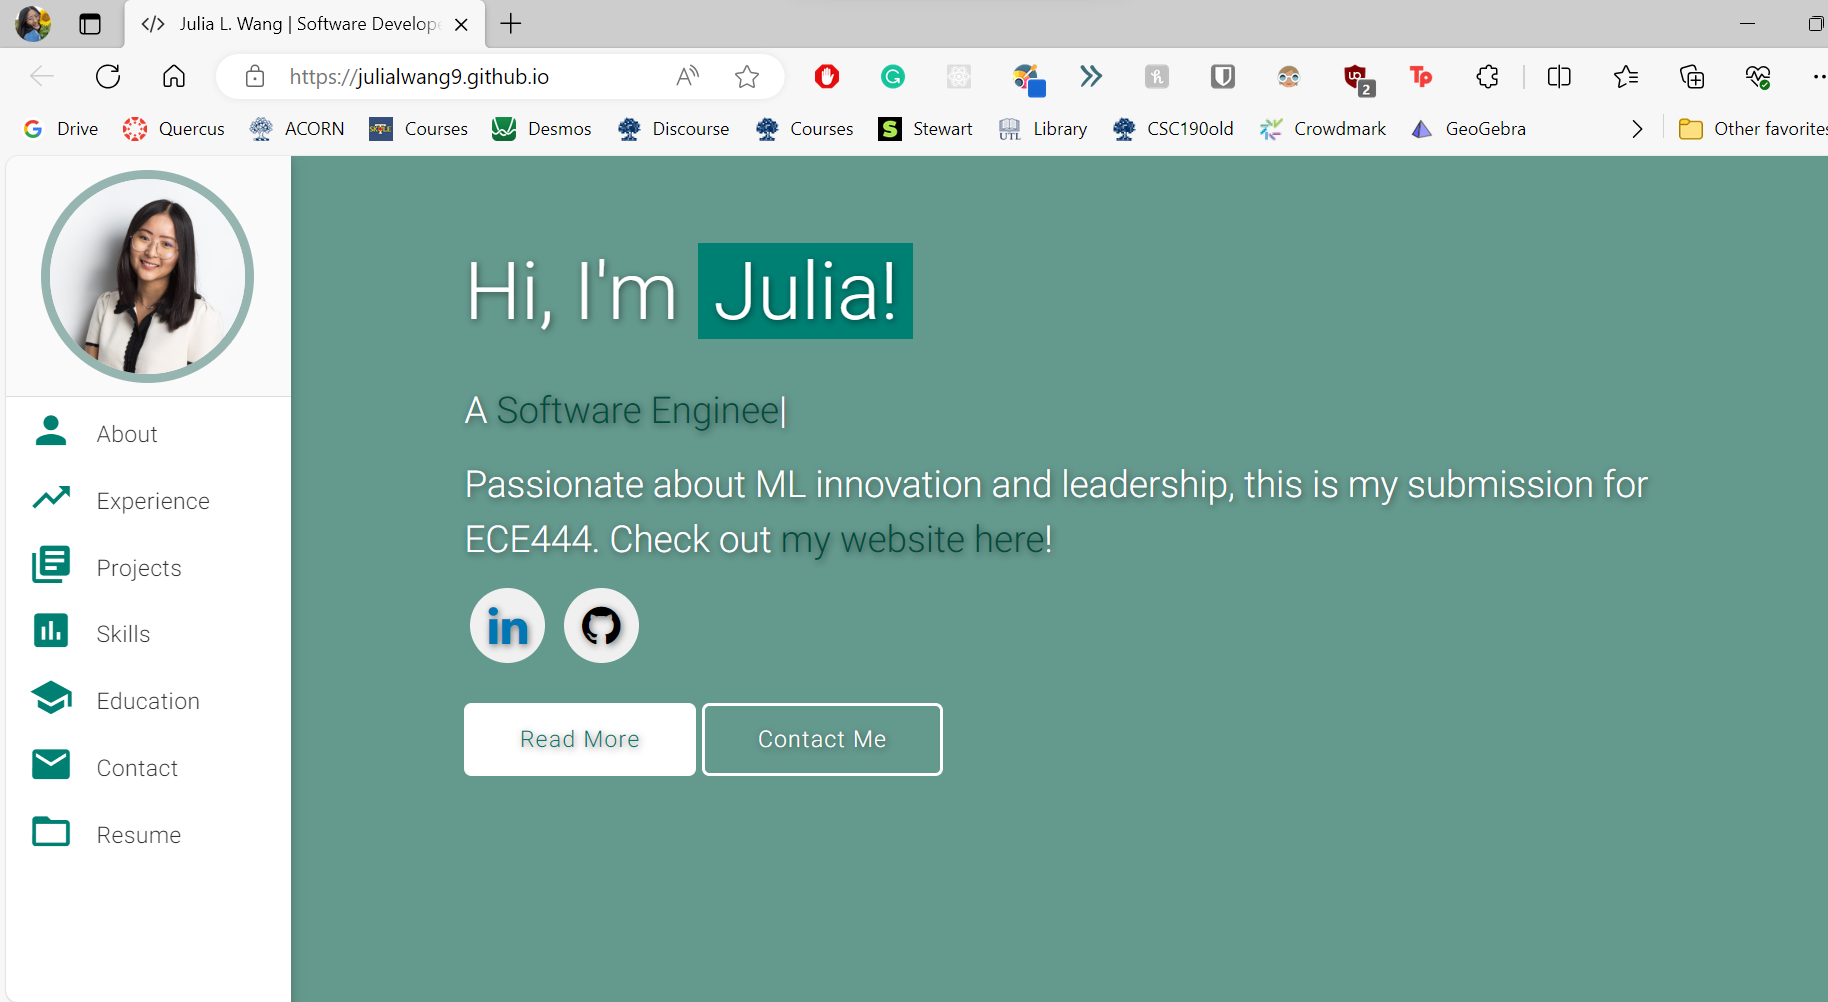 Julia L. Wang | Software Develope
https://julialwang9.github.io
2
Drive
Quercus
ACORN
Courses
Desmos
Discourse
Courses
Stewart
Library
CSC190old
Crowdmark
GeoGebra
Other favorites
Hi, I'm Julia!
A Software Enginee|
Passionate about ML innovation and leadership, this is my submission for
ECE444. Check out my website here!
in
Read More
Contact Me
About
Experience
Projects
Skills
Education
Contact
Resume